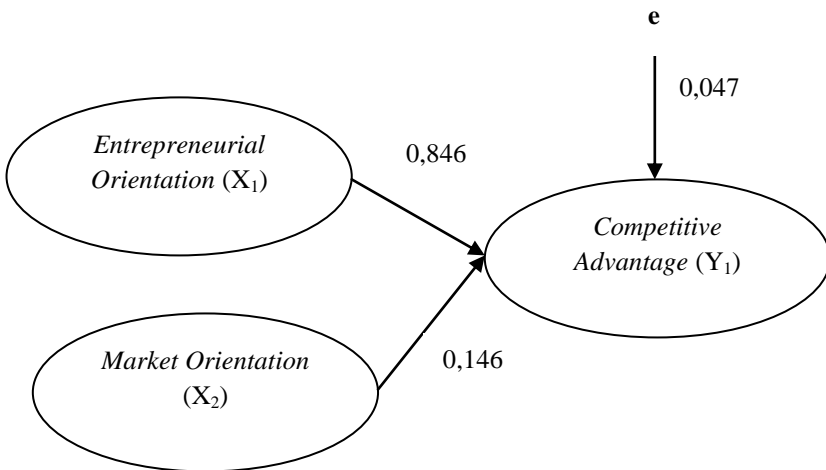 e
0,047
Entrepreneurial
Orientation (X₁)
0,846
Competitive
Advantage (Y₁)
Market Orientation
(X₂)
0,146